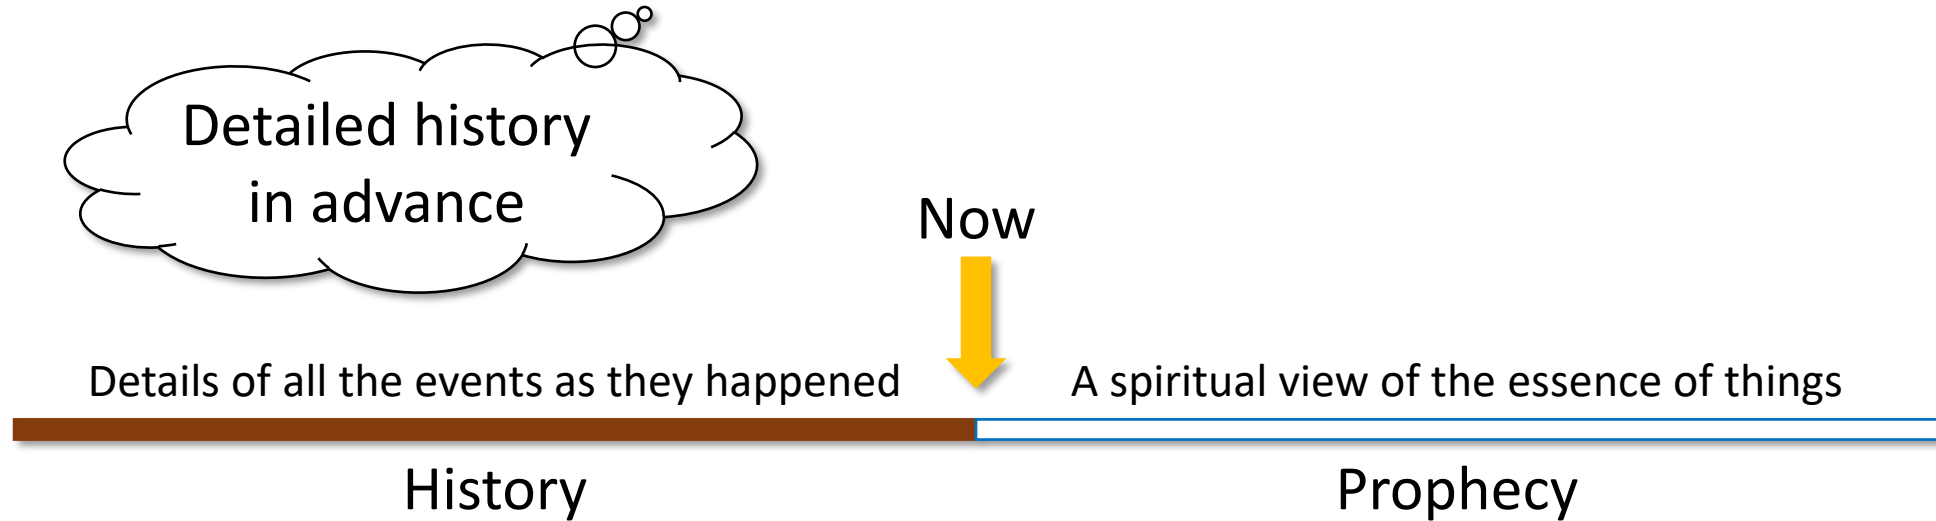 Detailed history
in advance
Now
Details of all the events as they happened
A spiritual view of the essence of things
History
Prophecy